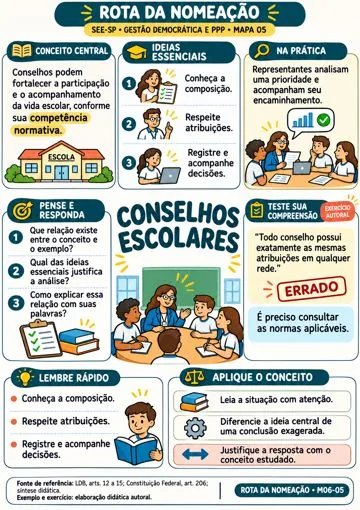 ROTA DA NOMEAÇÃO
SEE-SP • GESTÃO DEMOCRÁTICA E PPP • MAPA 05
CONCEITO CENTRAL
Conselhos podem
fortalecer a participação
e o acompanhamento
da vida escolar, conforme
sua competência
normativa.
ESCOLA
IDEIAS
ESSENCIAIS
1 Conheça a
composição.
2 Respeite
atribuições.
3 Registre e
acompanhe
decisões.
NA PRÁTICA
Representantes analisam
uma prioridade e
acompanham seu
encaminhamento.
PENSE E
RESPONDA
1 Que relação existe
entre o conceito e
o exemplo?
2 Qual das ideias
essenciais justifica
a análise?
3 Como explicar essa
relação com suas
palavras?
CONSELHOS
ESCOLARES
TESTE SUA
COMPREENSÃO
EXERCÍCIO
AUTORAL
"Todo conselho possui
exatamente as mesmas
atribuições em qualquer
rede."
ERRADO
É preciso consultar
as normas aplicáveis.
LEMBRE RÁPIDO
Conheça a composição.
Respeite atribuições.
Registre e acompanhe
decisões.
APLIQUE O CONCEITO
Leia a situação com atenção.
Diferencie a ideia central de
uma conclusão exagerada.
Justifique a resposta com o
conceito estudado.
Fonte de referência: LDB, arts. 12 a 15; Constituição Federal, art. 206;
síntese didática.
Exemplo e exercício: elaboração didática autoral.
ROTA DA NOMEAÇÃO | M06-05